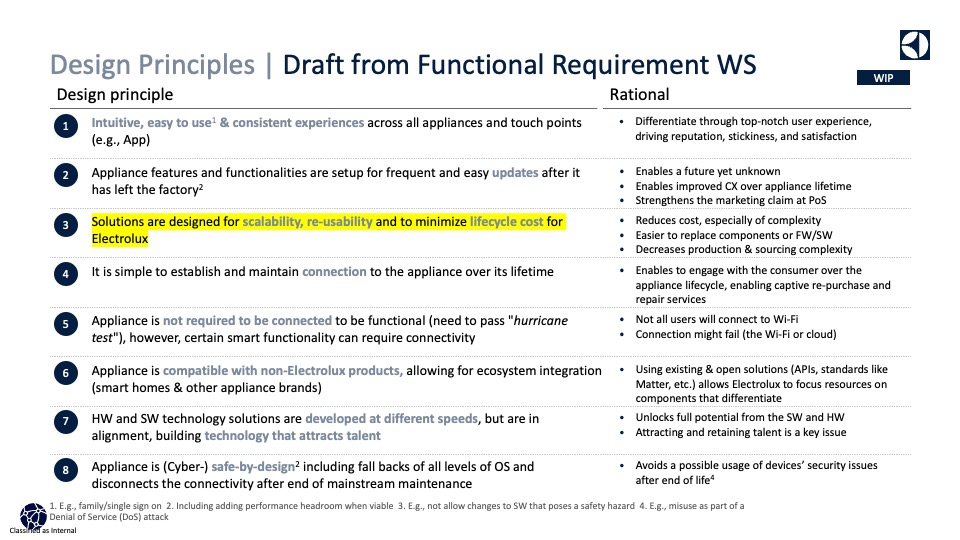 Design Principles | Draft from Functional Requirement WS
WIP
Design principle
Rational
1
Intuitive, easy to use¹ & consistent experiences across all appliances and touch points
(e.g., App)
• Differentiate through top-notch user experience,
driving reputation, stickiness, and satisfaction
2
Appliance features and functionalities are setup for frequent and easy updates after it
has left the factory²
• Enables a future yet unknown
• Enables improved CX over appliance lifetime
• Strengthens the marketing claim at PoS
3
Solutions are designed for scalability, re-usability and to minimize lifecycle cost for
Electrolux
• Reduces cost, especially of complexity
• Easier to replace components or FW/SW
• Decreases production & sourcing complexity
4
It is simple to establish and maintain connection to the appliance over its lifetime
• Enables to engage with the consumer over the
appliance lifecycle, enabling captive re-purchase and
repair services
5
Appliance is not required to be connected to be functional (need to pass "hurricane
test"), however, certain smart functionality can require connectivity
• Not all users will connect to Wi-Fi
• Connection might fail (the Wi-Fi or cloud)
6
Appliance is compatible with non-Electrolux products, allowing for ecosystem integration
(smart homes & other appliance brands)
• Using existing & open solutions (APIs, standards like
Matter, etc.) allows Electrolux to focus resources on
components that differentiate
7
HW and SW technology solutions are developed at different speeds, but are in
alignment, building technology that attracts talent
• Unlocks full potential from the SW and HW
• Attracting and retaining talent is a key issue
8
Appliance is (Cyber-) safe-by-design² including fall backs of all levels of OS and
disconnects the connectivity after end of mainstream maintenance
• Avoids a possible usage of devices’ security issues
after end of life⁴
1. E.g., family/single sign on 2. Including adding performance headroom when viable 3. E.g., not allow changes to SW that poses a safety hazard 4. E.g., misuse as part of a
Denial of Service (DoS) attack
Classified as Internal